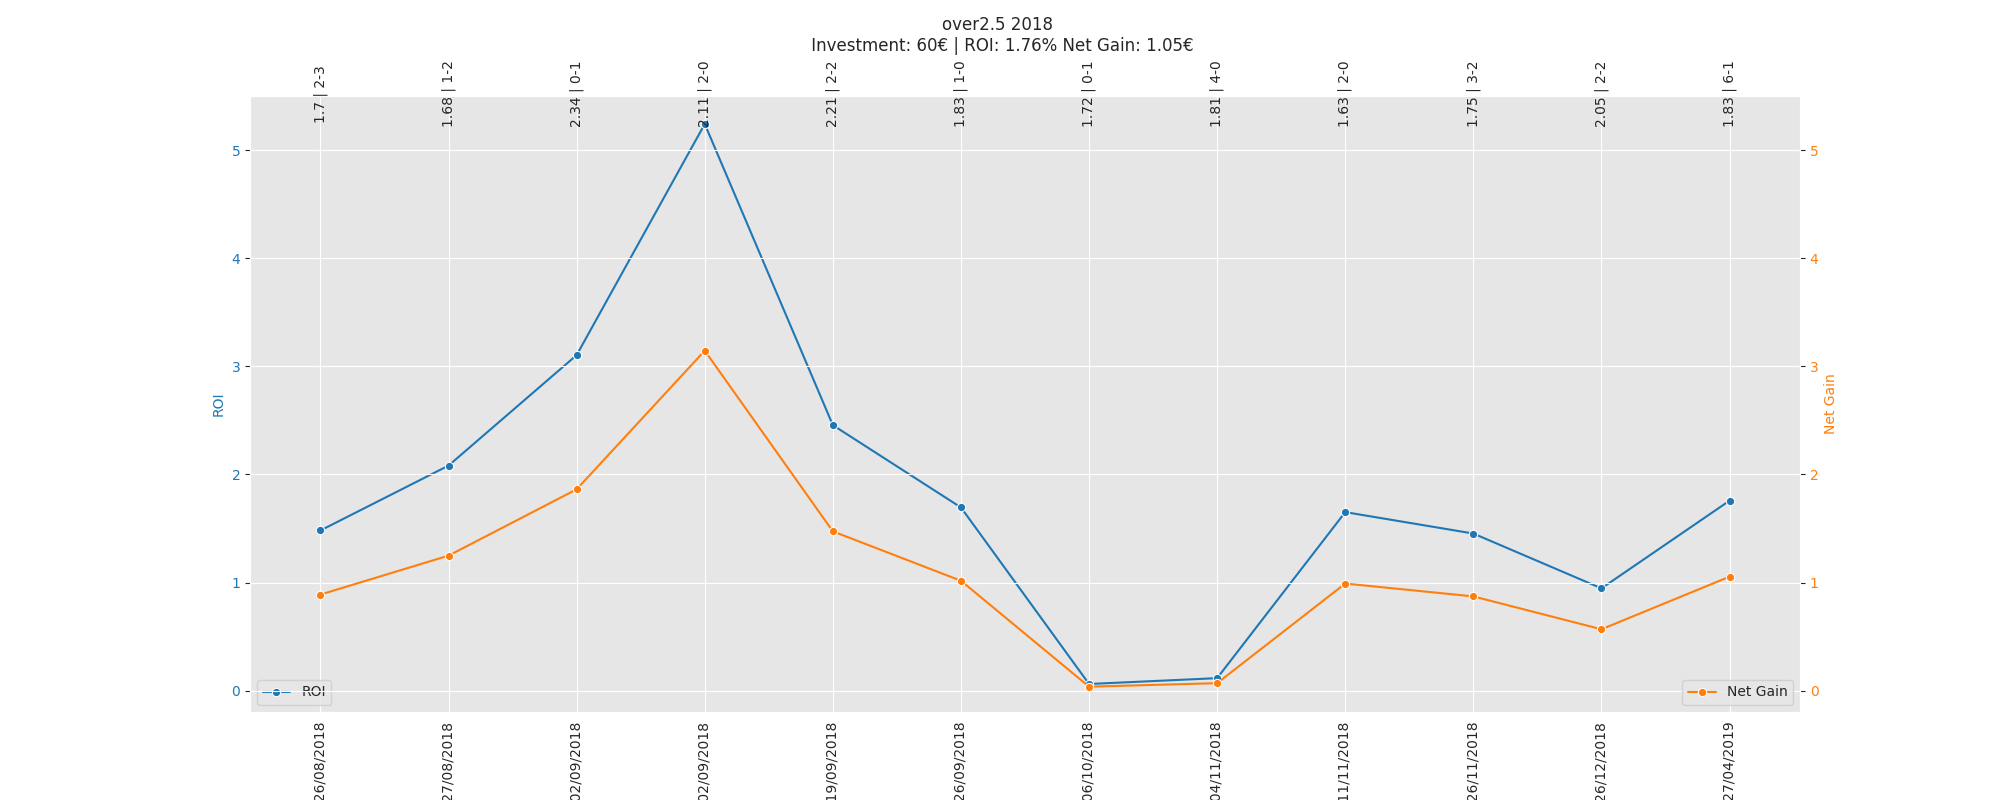 over2.5 2018
Investment: 60€ | ROI: 1.76% Net Gain: 1.05€
1.7 | 2-3
1.68 | 1-2
2.34 | 0-1
2.11 | 2-0
2.21 | 2-2
1.83 | 1-0
1.72 | 0-1
1.81 | 4-0
1.63 | 2-0
1.75 | 3-2
2.05 | 2-2
1.83 | 6-1
5
4
3
2
1
0
ROI
5
4
3
2
1
0
Net Gain
ROI
Net Gain
26/08/2018
27/08/2018
02/09/2018
02/09/2018
19/09/2018
26/09/2018
06/10/2018
04/11/2018
11/11/2018
26/11/2018
26/12/2018
27/04/2019